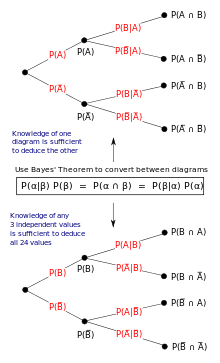 P(B|A)
P(A ∩ B)
P(A)
P(A)
P(B̅|A)
P(A ∩ B̅)
P(A̅)
P(A̅)
P(B|A̅)
P(A̅ ∩ B)
P(B̅|A̅)
P(A̅ ∩ B̅)
Knowledge of one
diagram is sufficient
to deduce the other
Use Bayes' Theorem to convert between diagrams
P(α|β) P(β) = P(α ∩ β) = P(β|α) P(α)
Knowledge of any
3 independent values
is sufficient to deduce
all 24 values
P(A|B)
P(B ∩ A)
P(B)
P(B)
P(A̅|B)
P(B ∩ A̅)
P(B̅)
P(B̅)
P(A|B̅)
P(B̅ ∩ A)
P(A̅|B̅)
P(B̅ ∩ A̅)